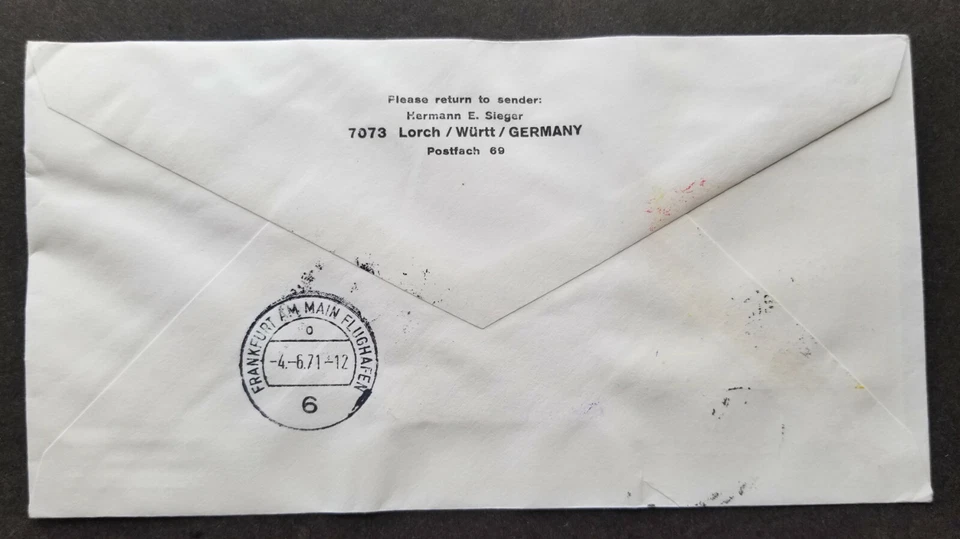 Please return to sender:
Hermann E. Sieger
7073 Lorch / Württ / GERMANY
Postfach 69
FRANKFURT AM MAIN FLUGHAFEN
a
-4.-6.71-12
6